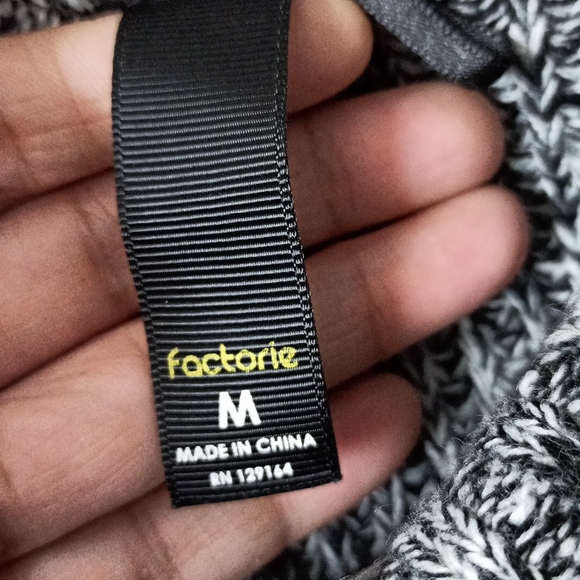 factorie
M
MADE IN CHINA
RN 129164